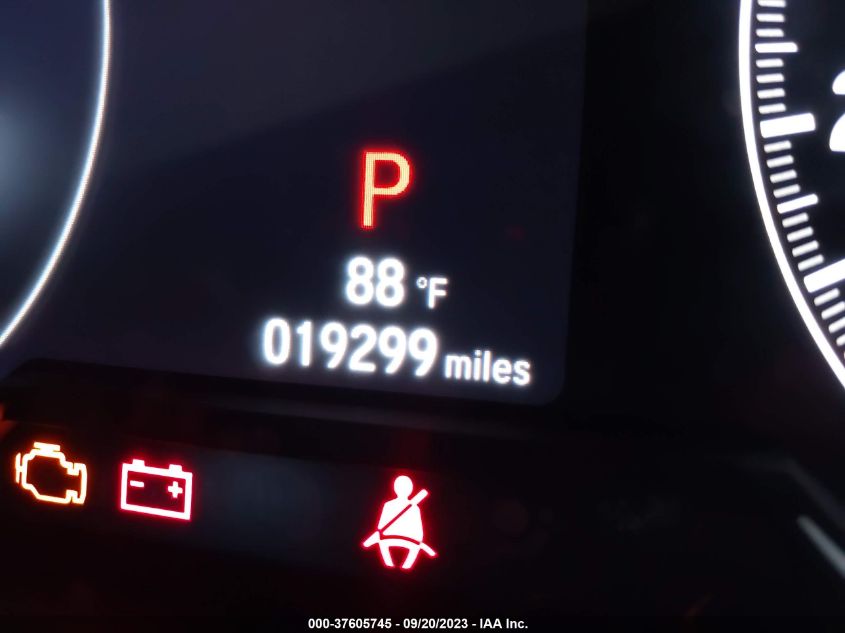 P
88 °F
019299 miles
000-37605745 - 09/20/2023 - IAA Inc.